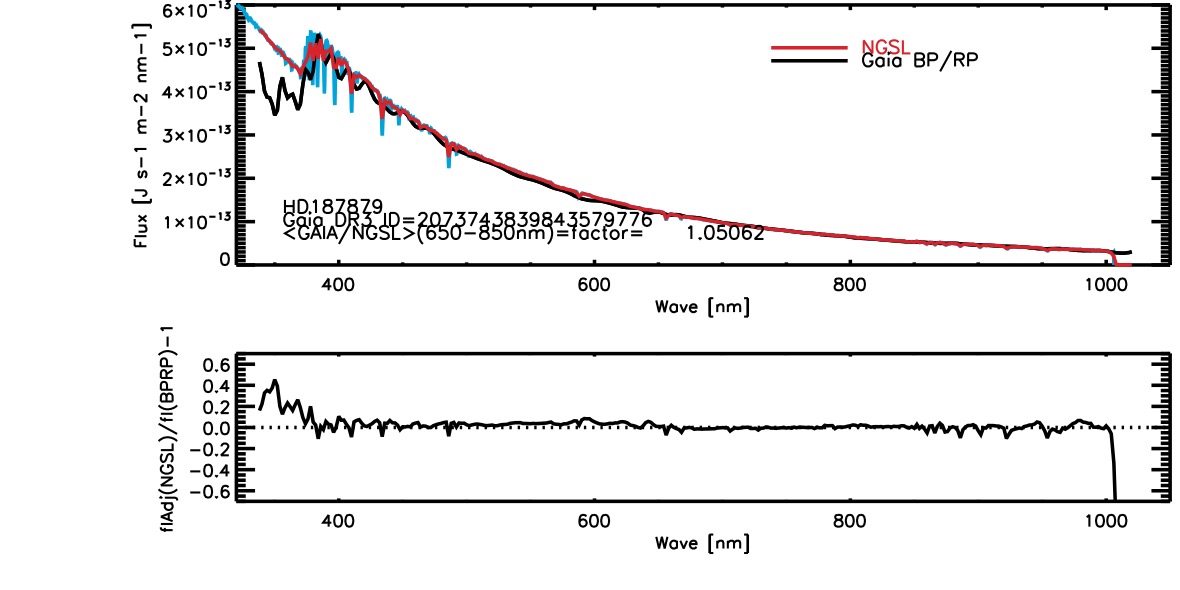 6×10−13
5×10−13
4×10−13
3×10−13
2×10−13
1×10−13
0
Flux [J s−1 m−2 nm−1]
NGSL
Gaia BP/RP
HD187879
Gaia DR3 ID=2073743839843579776
<GAIA/NGSL>(650−850nm)=factor= 1.05062
400 600 800 1000
Wave [nm]
flAdj(NGSL)/fl(BPRP)−1
0.6
0.4
0.2
0.0
−0.2
−0.4
−0.6
400 600 800 1000
Wave [nm]